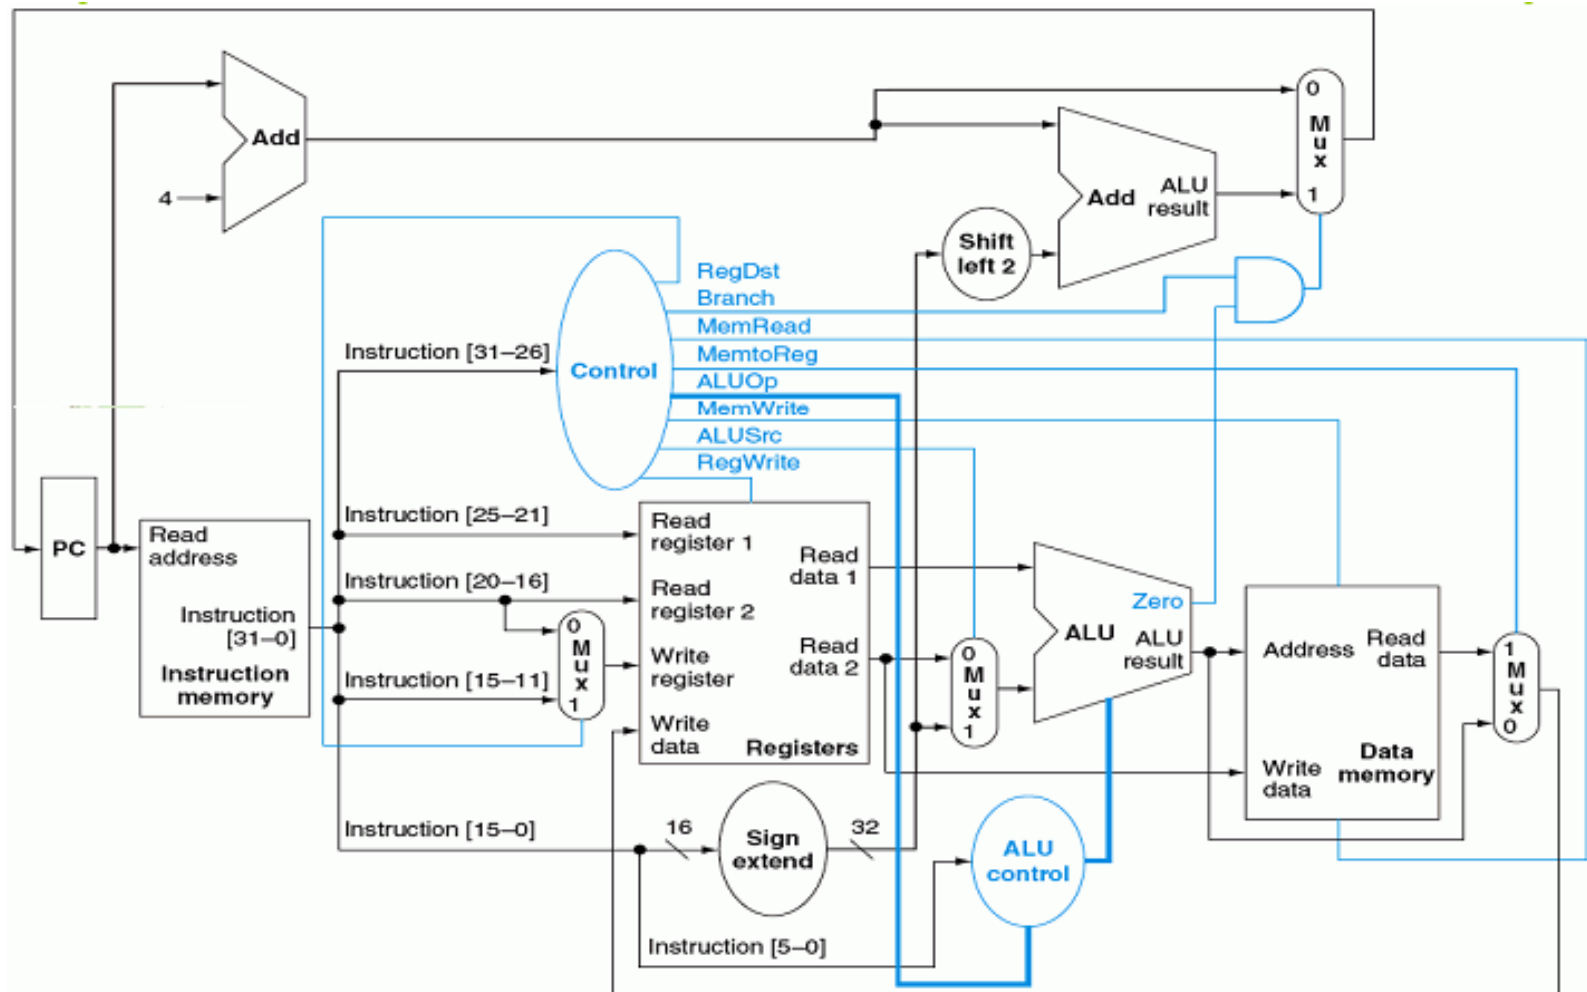 Add
4
0
M
u
x
1
Add
ALU
result
Shift
left 2
RegDst
Branch
MemRead
MemtoReg
ALUOp
MemWrite
ALUSrc
RegWrite
Control
Instruction [31–26]
Instruction [25–21]
Instruction [20–16]
Instruction [15–11]
Instruction [15–0]
Instruction [5–0]
PC
Read
address
Instruction
[31–0]
Instruction
memory
0
M
u
x
1
Read
register 1
Read
register 2
Write
register
Write
data
Read
data 1
Read
data 2
Registers
16
Sign
extend
32
0
M
u
x
1
Zero
ALU
ALU
result
ALU
control
Address
Read
data
Write
data
Data
memory
1
M
u
x
0